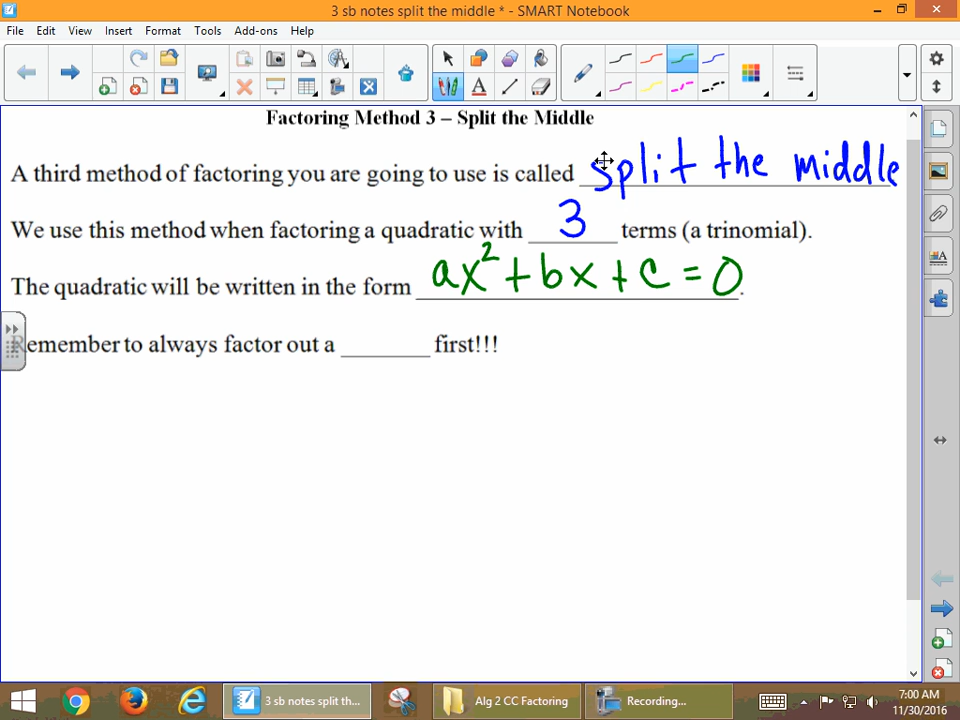 3 sb notes split the middle * - SMART Notebook
File Edit View Insert Format Tools Add-ons Help
Factoring Method 3 – Split the Middle
A third method of factoring you are going to use is called split the middle
We use this method when factoring a quadratic with 3 terms (a trinomial).
The quadratic will be written in the form ax² + bx + c = 0.
Remember to always factor out a ________ first!!!
3 sb notes split th... Alg 2 CC Factoring Recording... 7:00 AM
11/30/2016